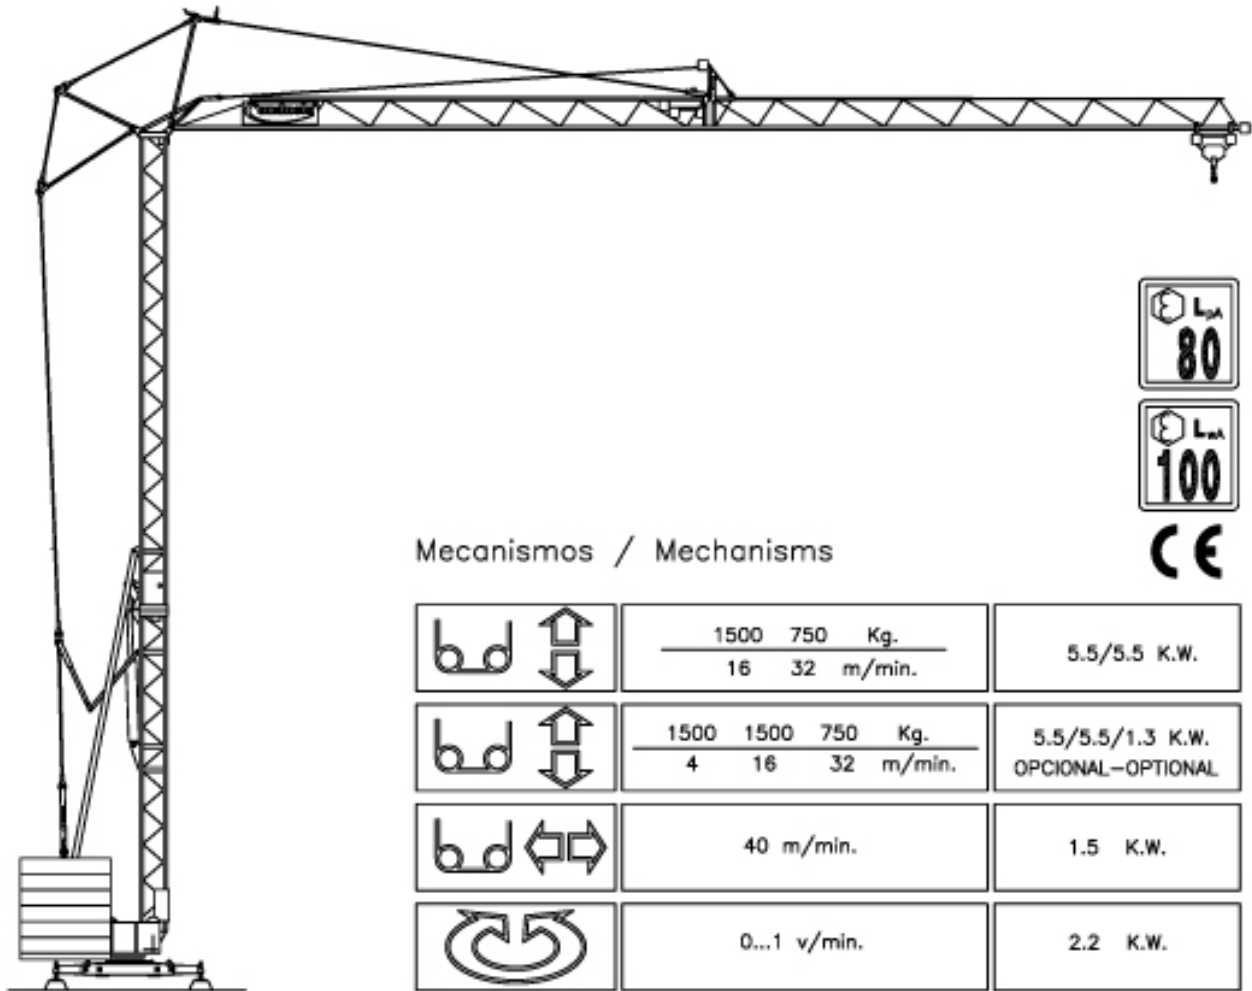 LpA
80
LwA
100
CE
Mecanismos / Mechanisms
1500 750 Kg.
16 32 m/min.
5.5/5.5 K.W.
1500 1500 750 Kg.
4 16 32 m/min.
5.5/5.5/1.3 K.W.
OPCIONAL-OPTIONAL
40 m/min.
1.5 K.W.
0...1 v/min.
2.2 K.W.